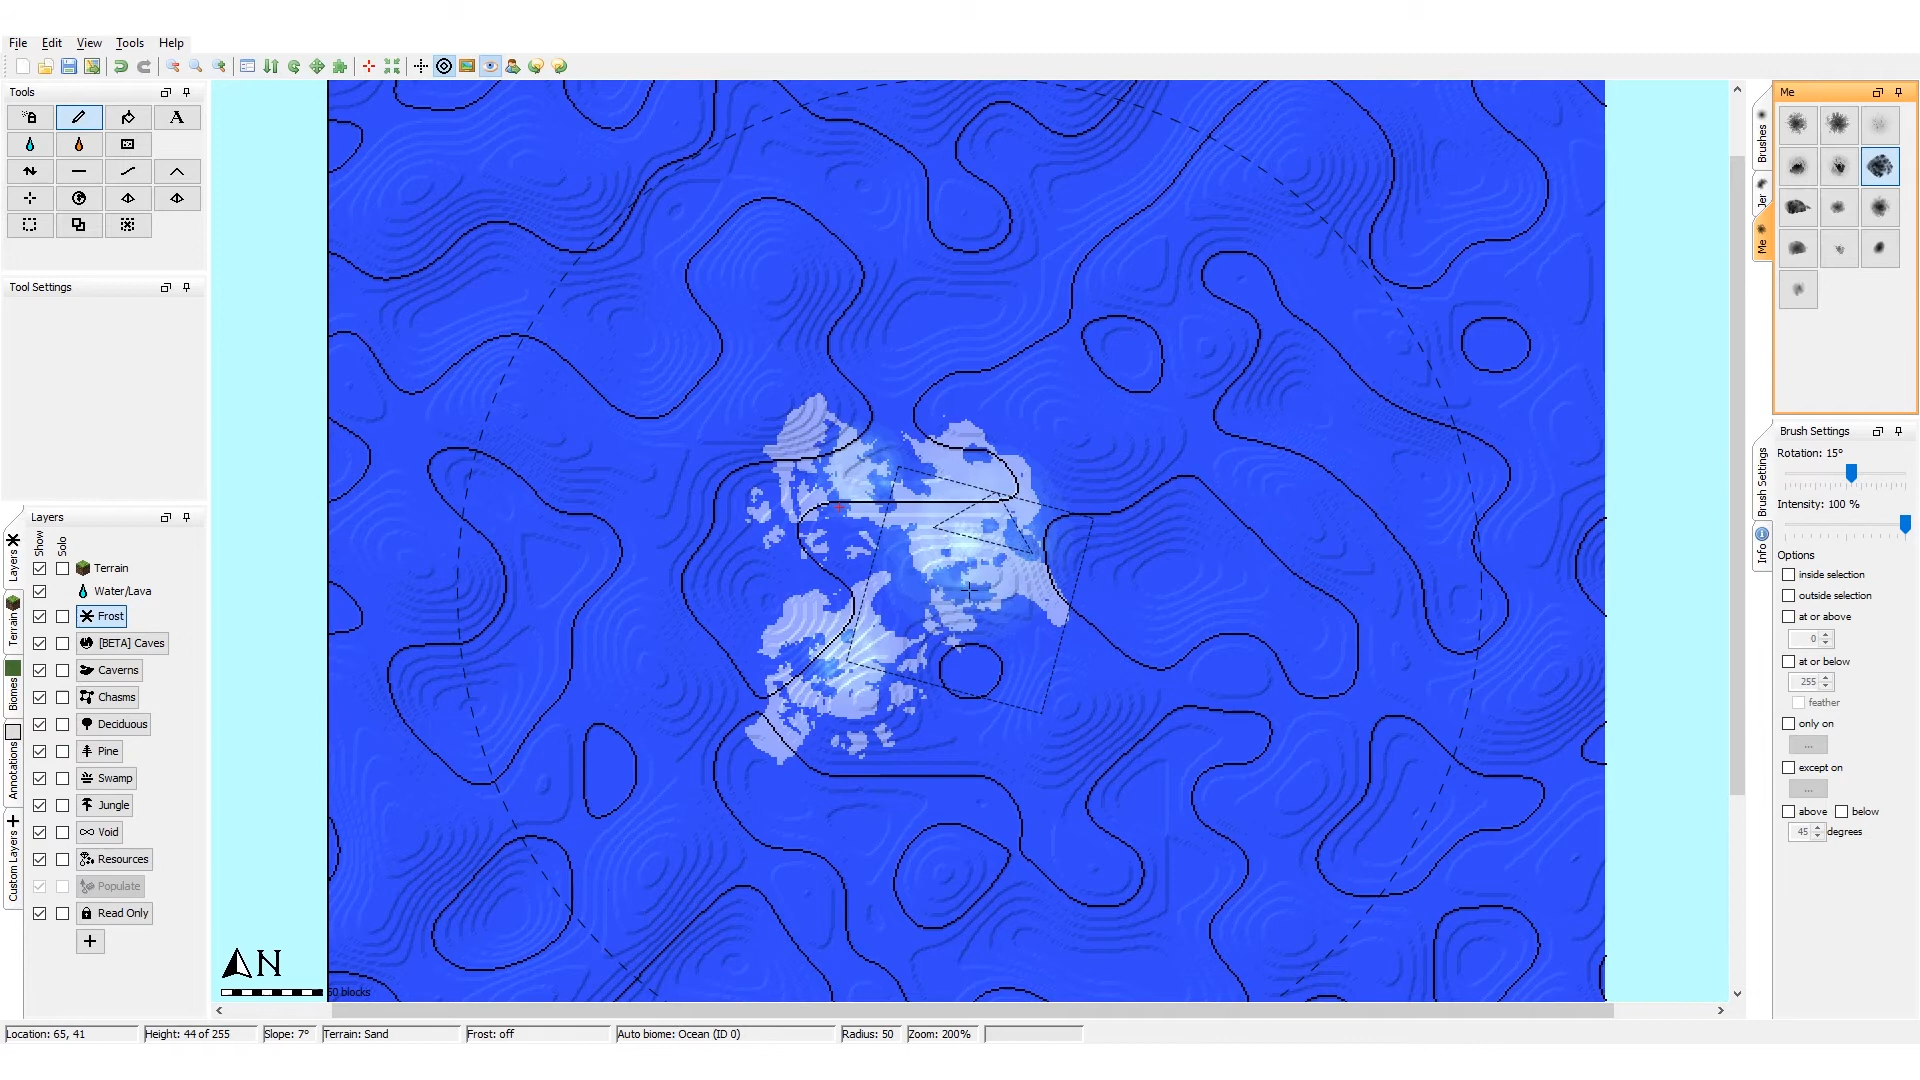 File Edit View Tools Help
Tools
A
Tool Settings
Layers
Show
Solo
Terrain
Water/Lava
Frost
[BETA] Caves
Caverns
Chasms
Deciduous
Pine
Swamp
Jungle
Void
Resources
Populate
Read Only
Layers
Terrain
Biomes
Annotations
Custom Layers
N
50 blocks
Me
Brushes
Jer
Me
Brush Settings
Info
Brush Settings
Rotation: 15°
Intensity: 100 %
Options
inside selection
outside selection
at or above
0
at or below
255
feather
only on
...
except on
...
above below
45 degrees
Location: 65, 41 Height: 44 of 255 Slope: 7° Terrain: Sand Frost: off Auto biome: Ocean (ID 0) Radius: 50 Zoom: 200%